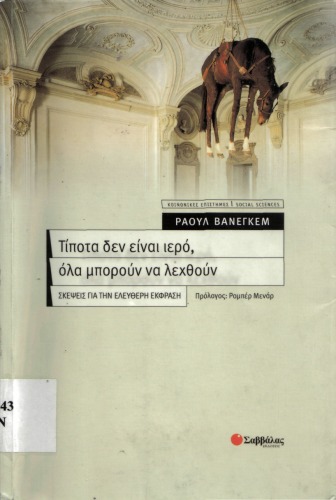 ΚΟΙΝΩΝΙΚΕΣ ΕΠΙΣΤΗΜΕΣ | SOCIAL SCIENCES
ΡΑΟΥΛ ΒΑΝΕΓΚΕΜ
Τίποτα δεν είναι ιερό,
όλα μπορούν να λεχθούν
ΣΚΕΨΕΙΣ ΓΙΑ ΤΗΝ ΕΛΕΥΘΕΡΗ ΕΚΦΡΑΣΗ Πρόλογος: Ρομπέρ Μενάρ
43
N
Σαββάλας
ΕΚΔΟΣΕΙΣ